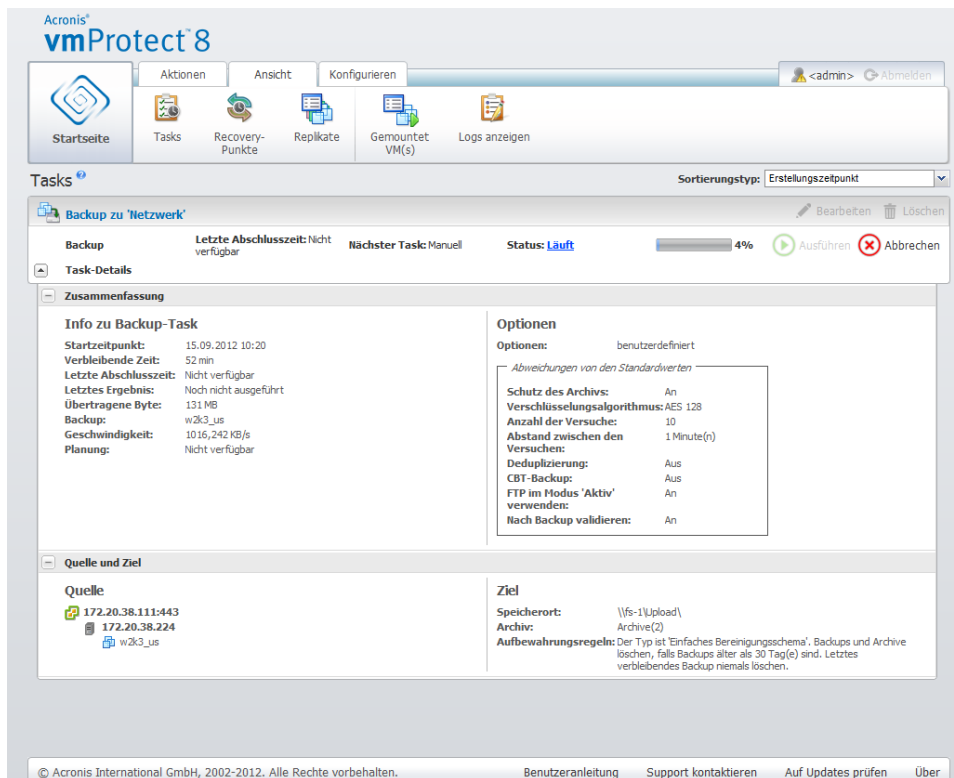 Acronis®
vmProtect™8
Aktionen Ansicht Konfigurieren
<admin> Abmelden
Startseite
Tasks
Recovery-
Punkte
Replikate
Gemountet
VM(s)
Logs anzeigen
Tasks ?
Sortierungstyp: Erstellungszeitpunkt
Backup zu 'Netzwerk'
Bearbeiten Löschen
Backup
Letzte Abschlusszeit: Nicht
verfügbar
Nächster Task: Manuell
Status: Läuft
4%
Ausführen Abbrechen
Task-Details
Zusammenfassung
Info zu Backup-Task
Startzeitpunkt: 15.09.2012 10:20
Verbleibende Zeit: 52 min
Letzte Abschlusszeit: Nicht verfügbar
Letztes Ergebnis: Noch nicht ausgeführt
Übertragene Byte: 131 MB
Backup: w2k3_us
Geschwindigkeit: 1016,242 KB/s
Planung: Nicht verfügbar
Optionen
Optionen: benutzerdefiniert
Abweichungen von den Standardwerten
Schutz des Archivs: An
Verschlüsselungsalgorithmus: AES 128
Anzahl der Versuche: 10
Abstand zwischen den 1 Minute(n)
Versuchen:
Deduplizierung: Aus
CBT-Backup: Aus
FTP im Modus 'Aktiv' An
verwenden:
Nach Backup validieren: An
Quelle und Ziel
Quelle
172.20.38.111:443
172.20.38.224
w2k3_us
Ziel
Speicherort: \\fs-1\Upload\
Archiv: Archive(2)
Aufbewahrungsregeln: Der Typ ist 'Einfaches Bereinigungsschema'. Backups und Archive
löschen, falls Backups älter als 30 Tag(e) sind. Letztes
verbleibendes Backup niemals löschen.
© Acronis International GmbH, 2002-2012. Alle Rechte vorbehalten.
Benutzeranleitung Support kontaktieren Auf Updates prüfen Über